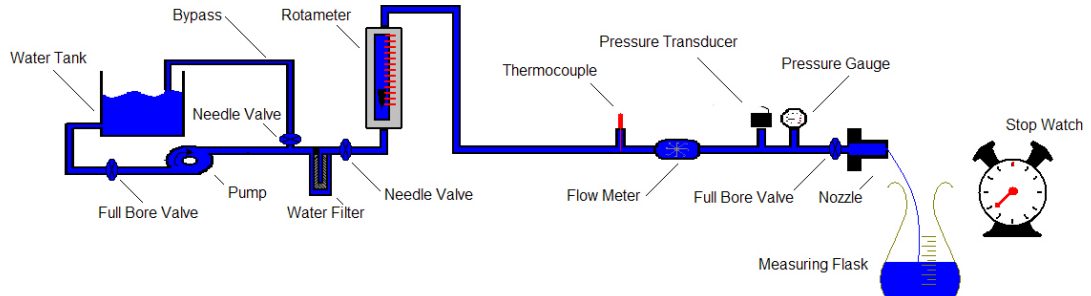 Bypass
Rotameter
Water Tank
Pressure Transducer
Thermocouple
Pressure Gauge
Needle Valve
Stop Watch
Pump
Needle Valve
Flow Meter
Full Bore Valve
Nozzle
Full Bore Valve
Water Filter
Measuring Flask